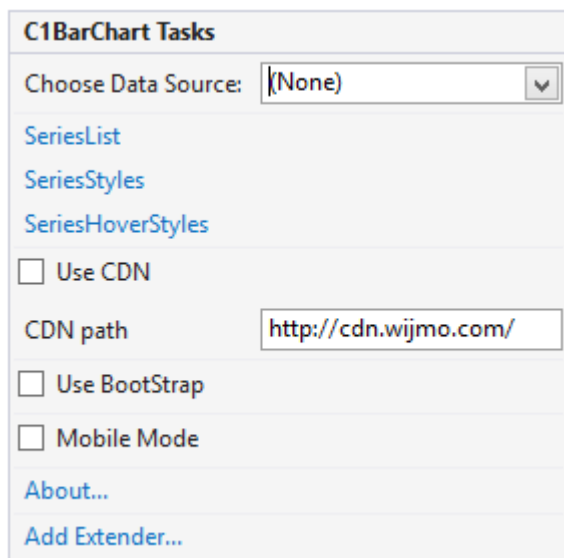 C1BarChart Tasks
Choose Data Source: (None)
SeriesList
SeriesStyles
SeriesHoverStyles
Use CDN
CDN path http://cdn.wijmo.com/
Use BootStrap
Mobile Mode
About...
Add Extender...